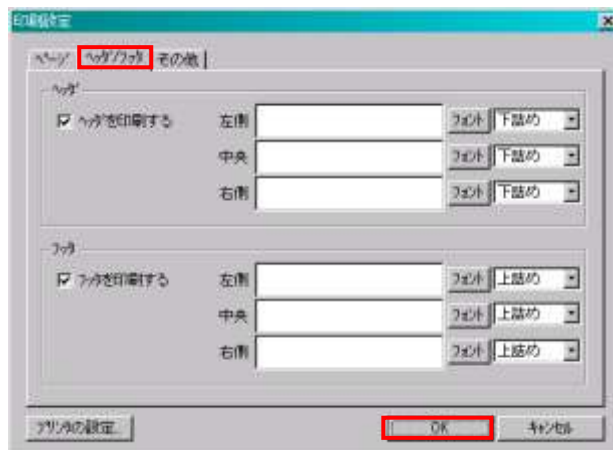 印刷設定
ページ ヘッダ/フッタ その他
ヘッダ
ヘッダを印刷する 左側 フォント 下詰め
中央 フォント 下詰め
右側 フォント 下詰め
フッタ
フッタを印刷する 左側 フォント 上詰め
中央 フォント 上詰め
右側 フォント 上詰め
プリンタの設定... OK キャンセル